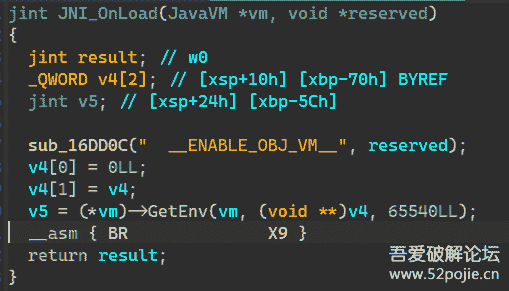 jint JNI_OnLoad(JavaVM *vm, void *reserved)
{
  jint result; // w0
  _QWORD v4[2]; // [xsp+10h] [xbp-70h] BYREF
  jint v5; // [xsp+24h] [xbp-5Ch]
  sub_16DD0C("  __ENABLE_OBJ_VM__", reserved);
  v4[0] = 0LL;
  v4[1] = v4;
  v5 = (*vm)->GetEnv(vm, (void **)v4, 65540LL);
  __asm { BR              X9 }
  return result;
}
吾爱破解论坛
www.52pojie.cn